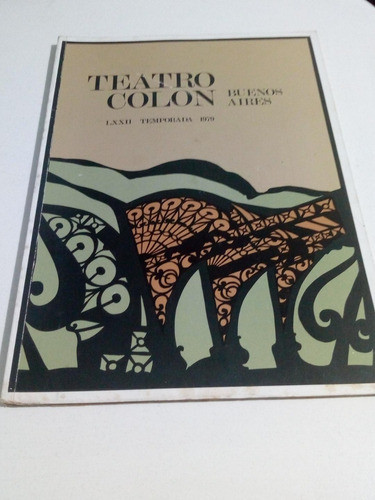 TEATRO
COLON
BUENOS
AIRES
LXXII TEMPORADA 1979